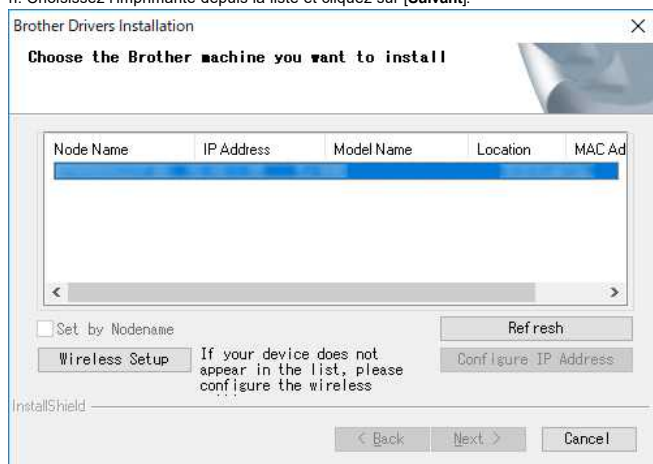 Choisissez l'imprimante depuis la liste et cliquez sur [Suivant].
Brother Drivers Installation
Choose the Brother machine you want to install
Node Name IP Address Model Name Location MAC Ad
Set by Nodename
Refresh
Wireless Setup
If your device does not
appear in the list, please
configure the wireless
Configure IP Address
InstallShield
< Back Next > Cancel